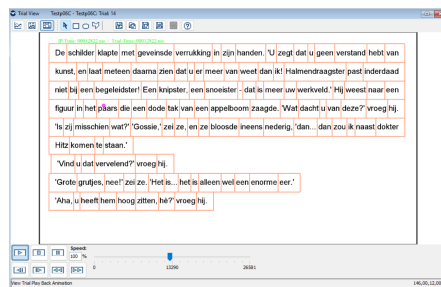 Trial View Testp06C: Trial 14
De schilder klapte met geveinsde verrukking in zijn handen. 'U zegt dat u geen verstand hebt van
kunst, en laat meteen daarna zien dat u er meer van weet dan ik! Halmendraagster past inderdaad
niet bij een begeleidster! Een knipster, een snoeister - dat is meer uw werkveld.' Hij weest naar een
figuur in het paars die een dode tak van een appelboom zaagde. 'Wat dacht u van deze?' vroeg hij.
'Is zij misschien wat?' 'Gossie,' zei ze, en ze bloosde ineens nederig, 'dan... dan zou ik naast dokter
Hitz komen te staan.'
'Vind u dat vervelend?' vroeg hij.
'Grote grutjes, nee!' zei ze. 'Het is... het is alleen wel een enorme eer.'
'Aha, u heeft hem hoog zitten, hè?' vroeg hij.
Speed:
100 %
0 13290 26581
View Trial Play Back Animation